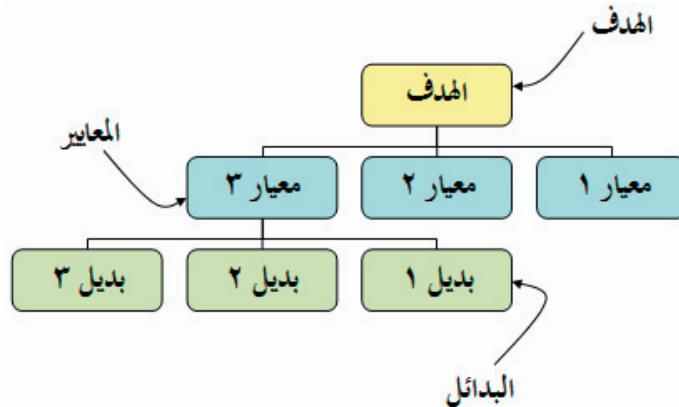 الهدف
الهدف
المعايير
معيار ١
معيار ٢
معيار ٣
بديل ١
بديل ٢
بديل ٣
البدائل